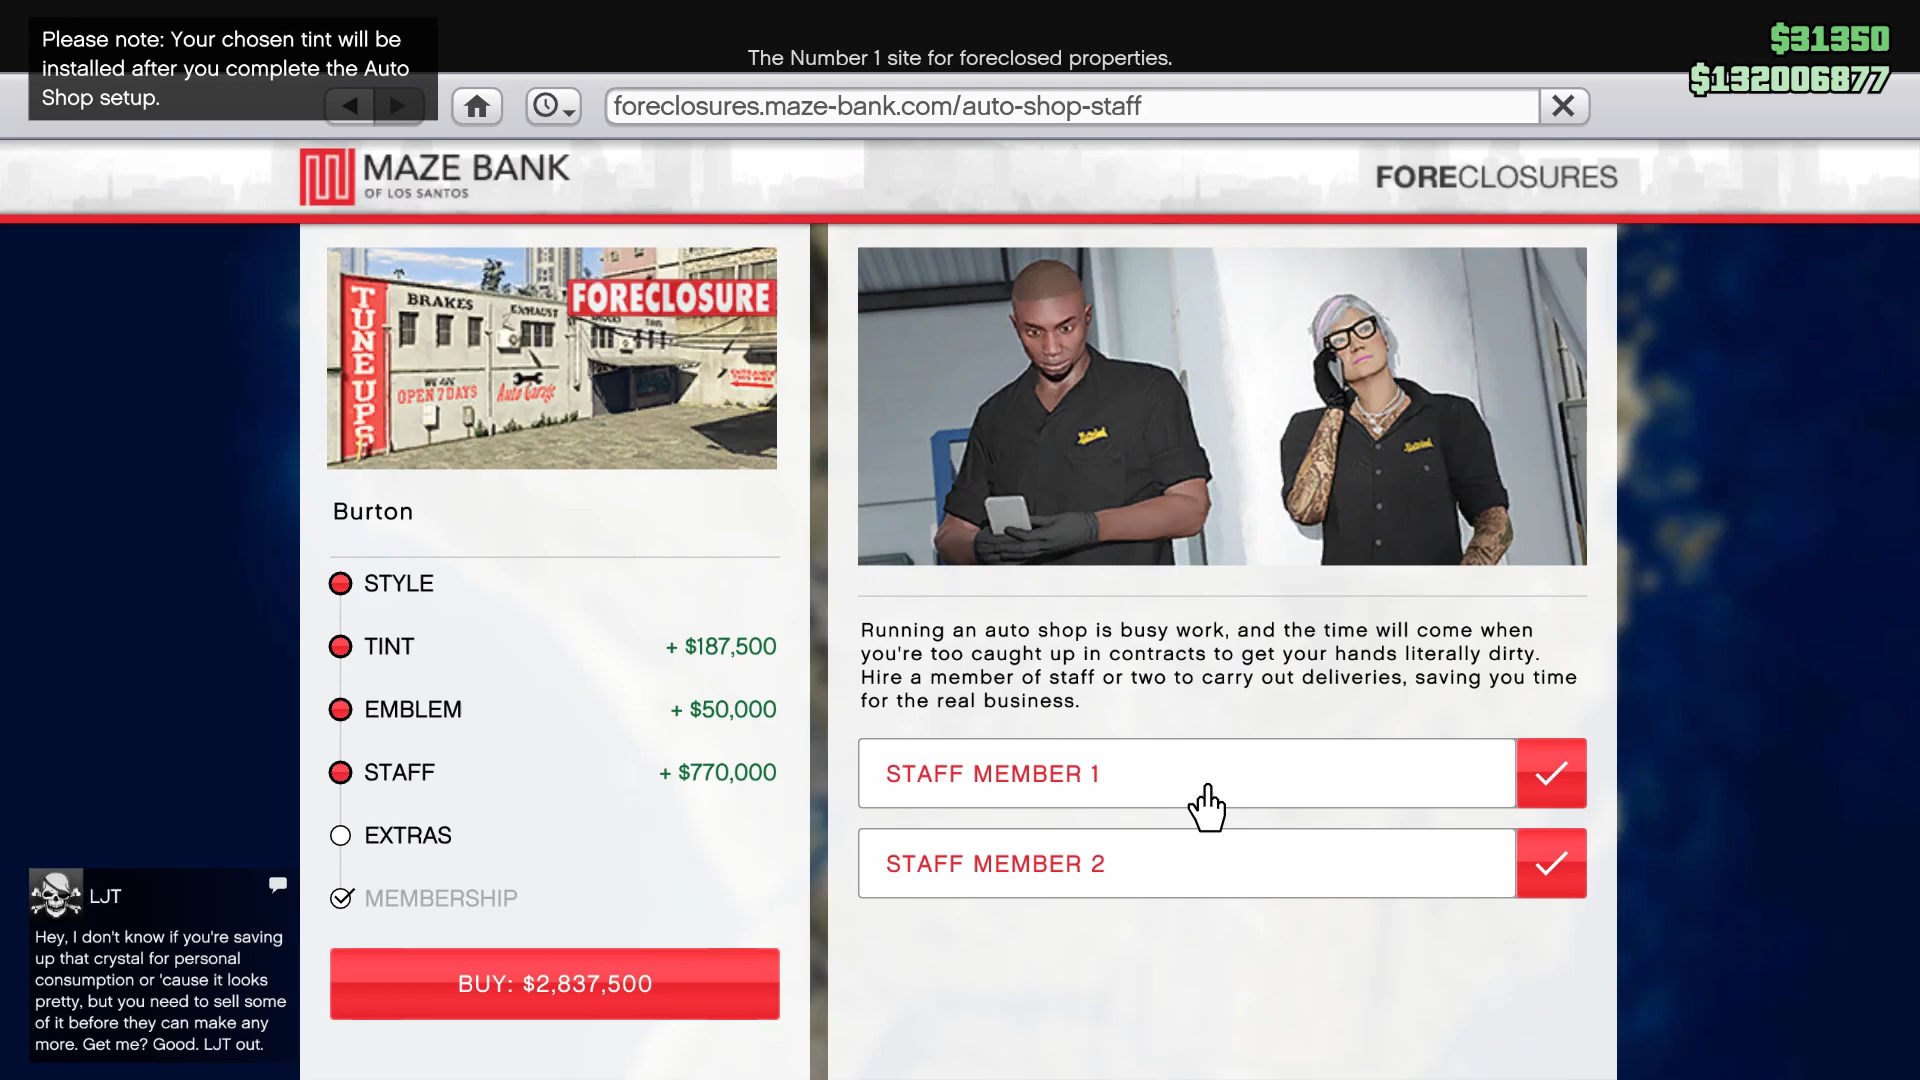 Please note: Your chosen tint will be
installed after you complete the Auto
Shop setup.
The Number 1 site for foreclosed properties.
$31350
$132006877
foreclosures.maze-bank.com/auto-shop-staff
MAZE BANK
OF LOS SANTOS
FORECLOSURES
TUNE UPS
BRAKES
EXHAUST
FORECLOSURE
WE ARE
OPEN 7 DAYS
Auto Garage
ENTRANCE
THIS WAY
Burton
STYLE
TINT + $187,500
EMBLEM + $50,000
STAFF + $770,000
EXTRAS
MEMBERSHIP
BUY: $2,837,500
Running an auto shop is busy work, and the time will come when
you're too caught up in contracts to get your hands literally dirty.
Hire a member of staff or two to carry out deliveries, saving you time
for the real business.
STAFF MEMBER 1
STAFF MEMBER 2
LJT
Hey, I don't know if you're saving
up that crystal for personal
consumption or 'cause it looks
pretty, but you need to sell some
of it before they can make any
more. Get me? Good. LJT out.